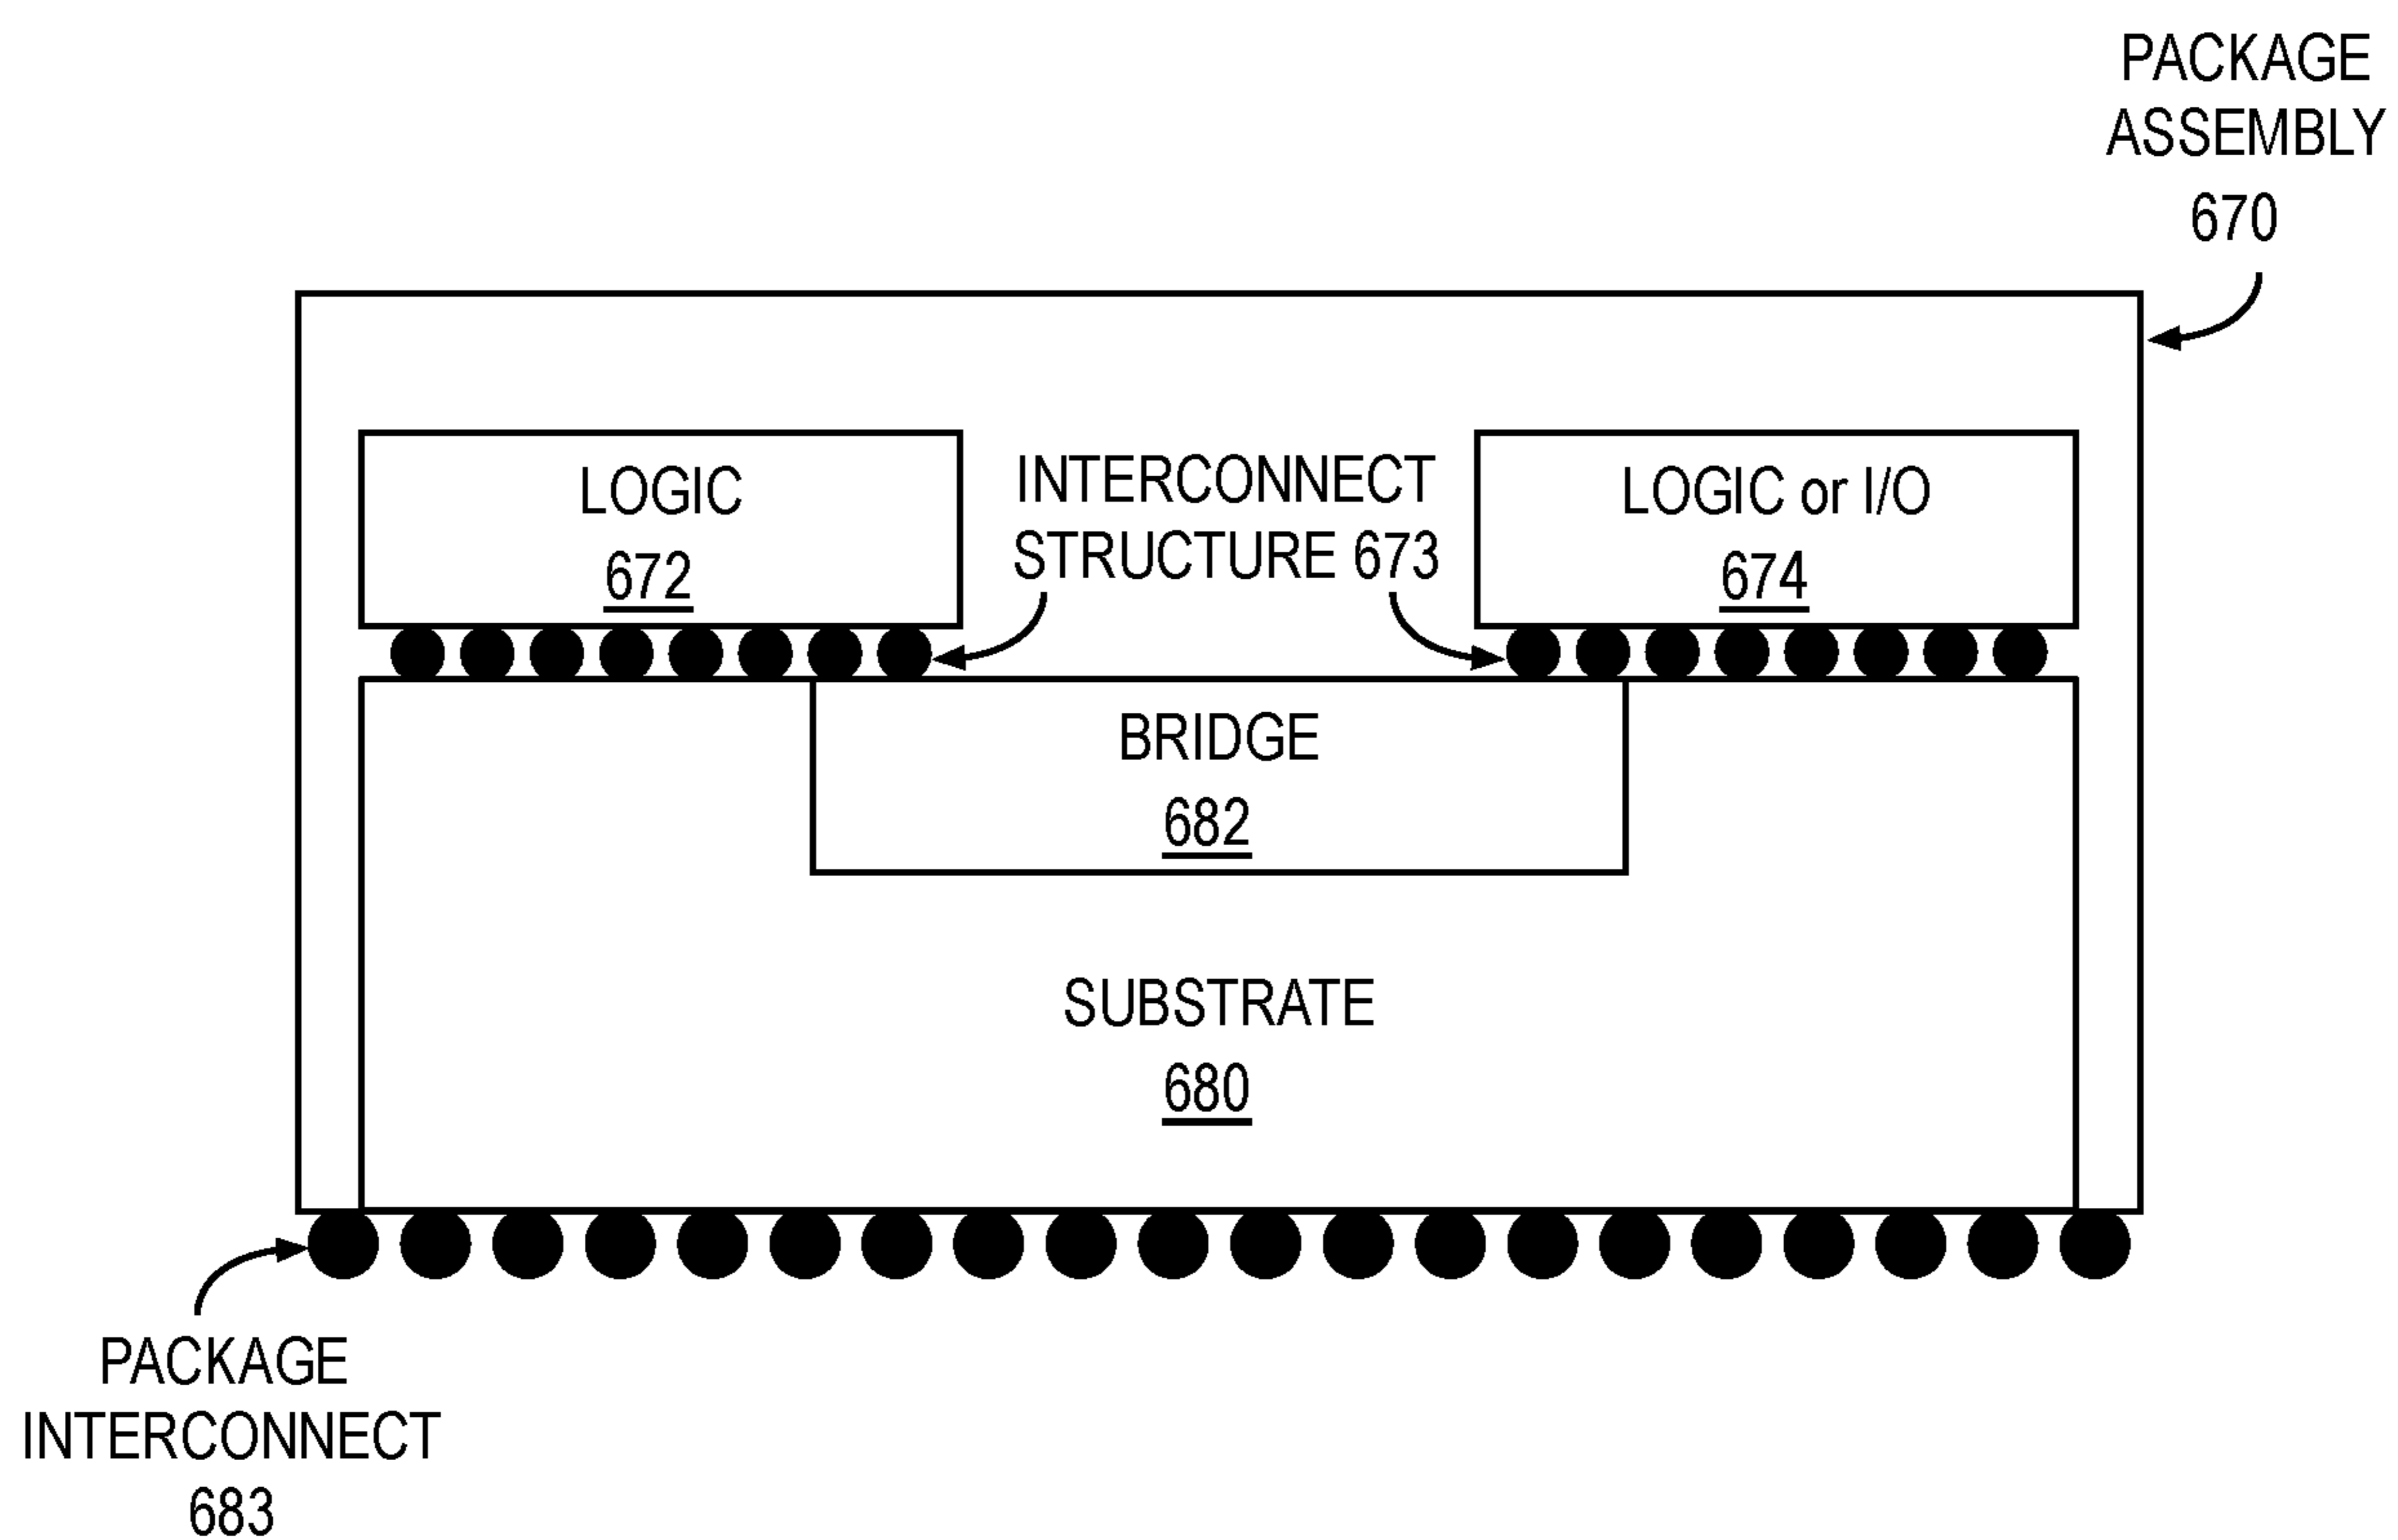 PACKAGE
ASSEMBLY
670
LOGIC
672
INTERCONNECT
STRUCTURE 673
LOGIC or I/O
674
BRIDGE
682
SUBSTRATE
680
PACKAGE
INTERCONNECT
683